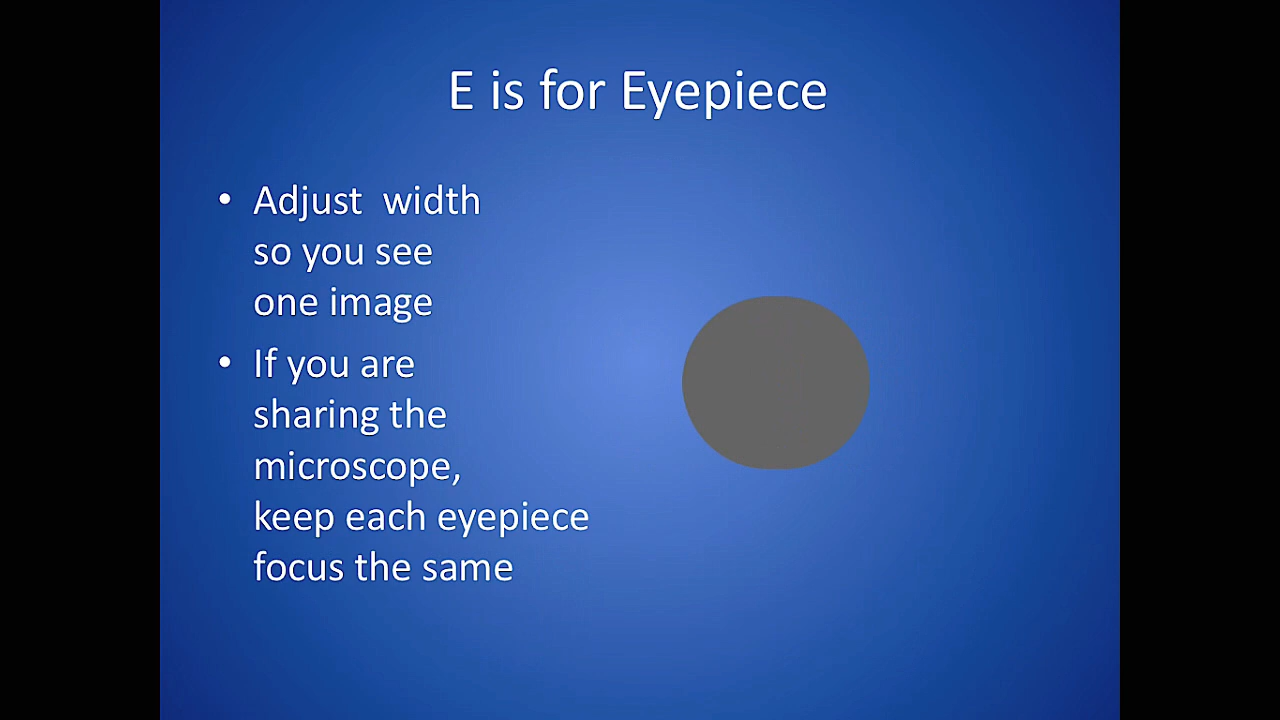 E is for Eyepiece
• Adjust  width
so you see
one image
• If you are
sharing the
microscope,
keep each eyepiece
focus the same